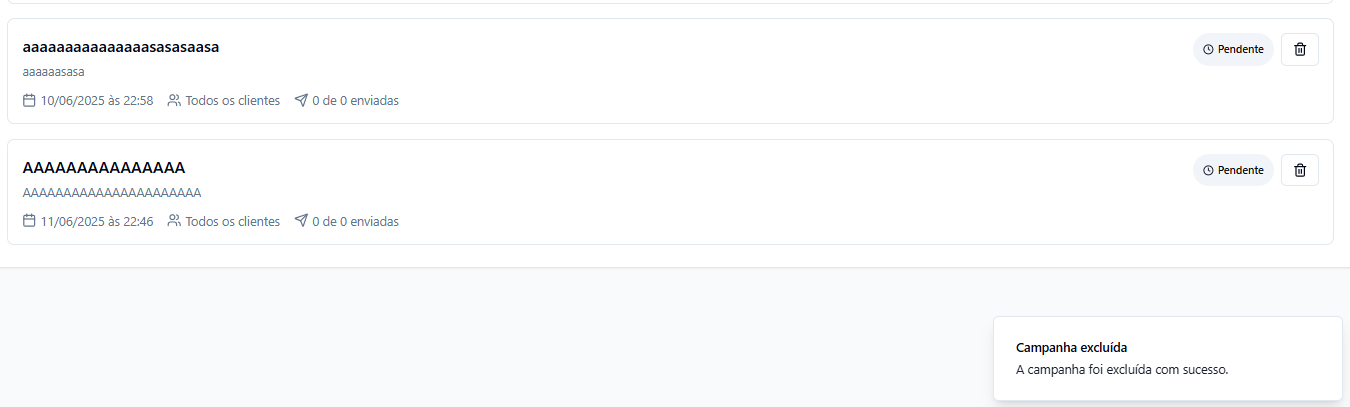 aaaaaaaaaaaaaaasasasaasa
Pendente
aaaaaasasa
10/06/2025 às 22:58 Todos os clientes 0 de 0 enviadas
AAAAAAAAAAAAAAA
Pendente
AAAAAAAAAAAAAAAAAAAAAA
11/06/2025 às 22:46 Todos os clientes 0 de 0 enviadas
Campanha excluída
A campanha foi excluída com sucesso.